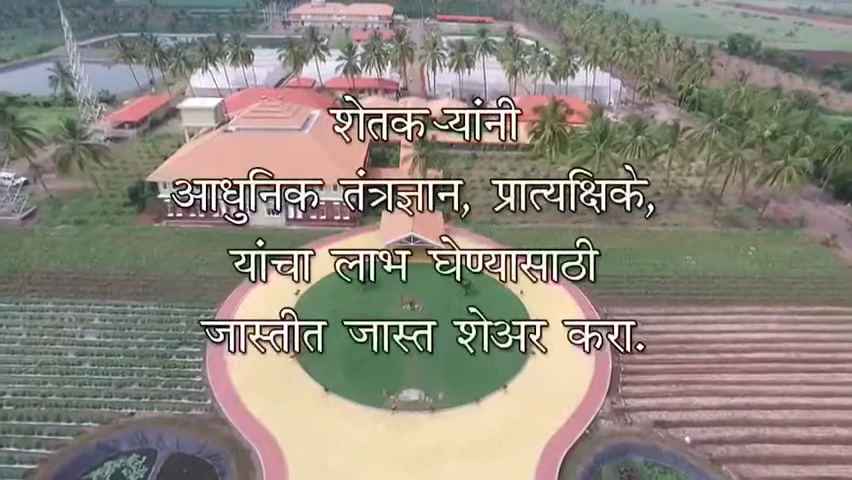 शेतकऱ्यांनी
आधुनिक तंत्रज्ञान, प्रात्यक्षिके,
यांचा लाभ घेण्यासाठी
जास्तीत जास्त शेअर करा.